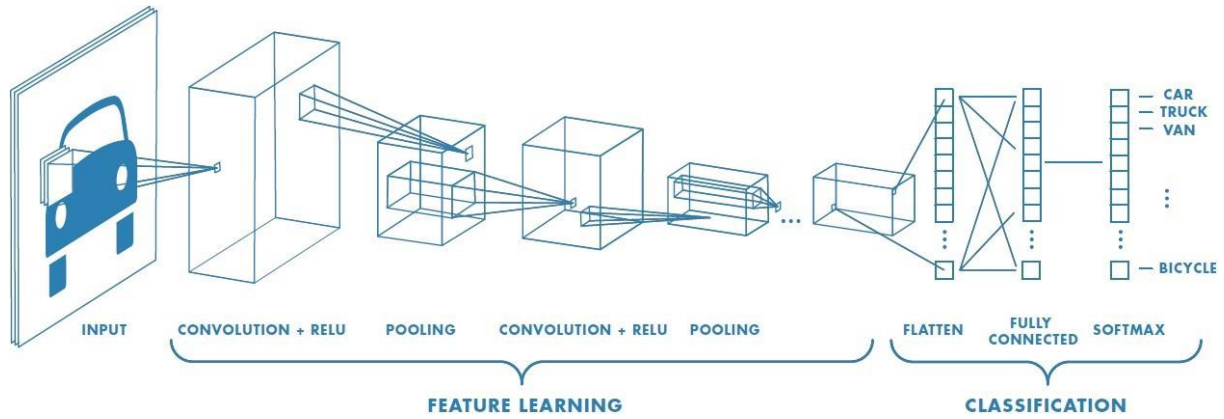 CAR
TRUCK
VAN
BICYCLE
INPUT
CONVOLUTION + RELU
POOLING
CONVOLUTION + RELU
POOLING
FLATTEN
FULLY
CONNECTED
SOFTMAX
FEATURE LEARNING
CLASSIFICATION